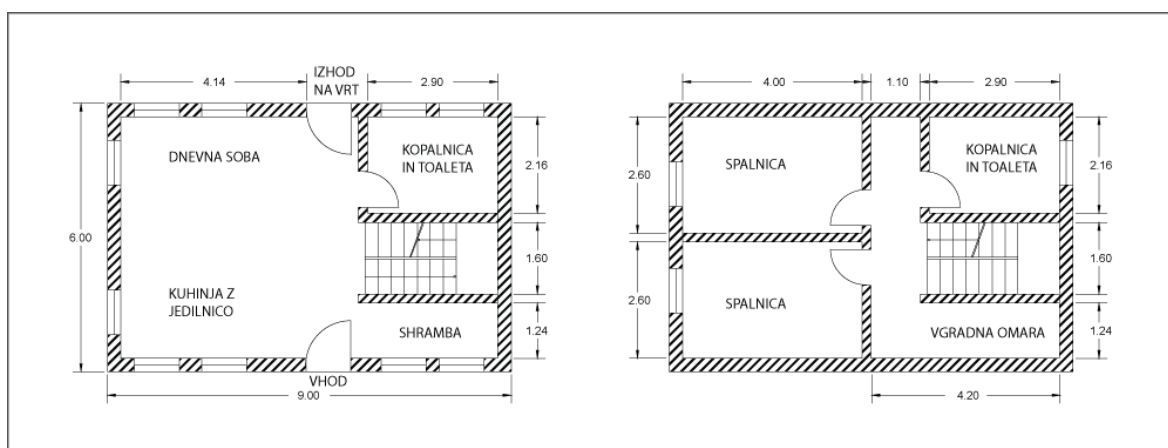 4.14
IZHOD
NA VRT
2.90
DNEVNA SOBA
KOPALNICA
IN TOALETA
2.16
6.00
1.60
KUHINJA Z
JEDILNICO
SHRAMBA
1.24
VHOD
9.00
4.00
1.10
2.90
2.60
SPALNICA
KOPALNICA
IN TOALETA
2.16
1.60
2.60
SPALNICA
VGRADNA OMARA
1.24
4.20